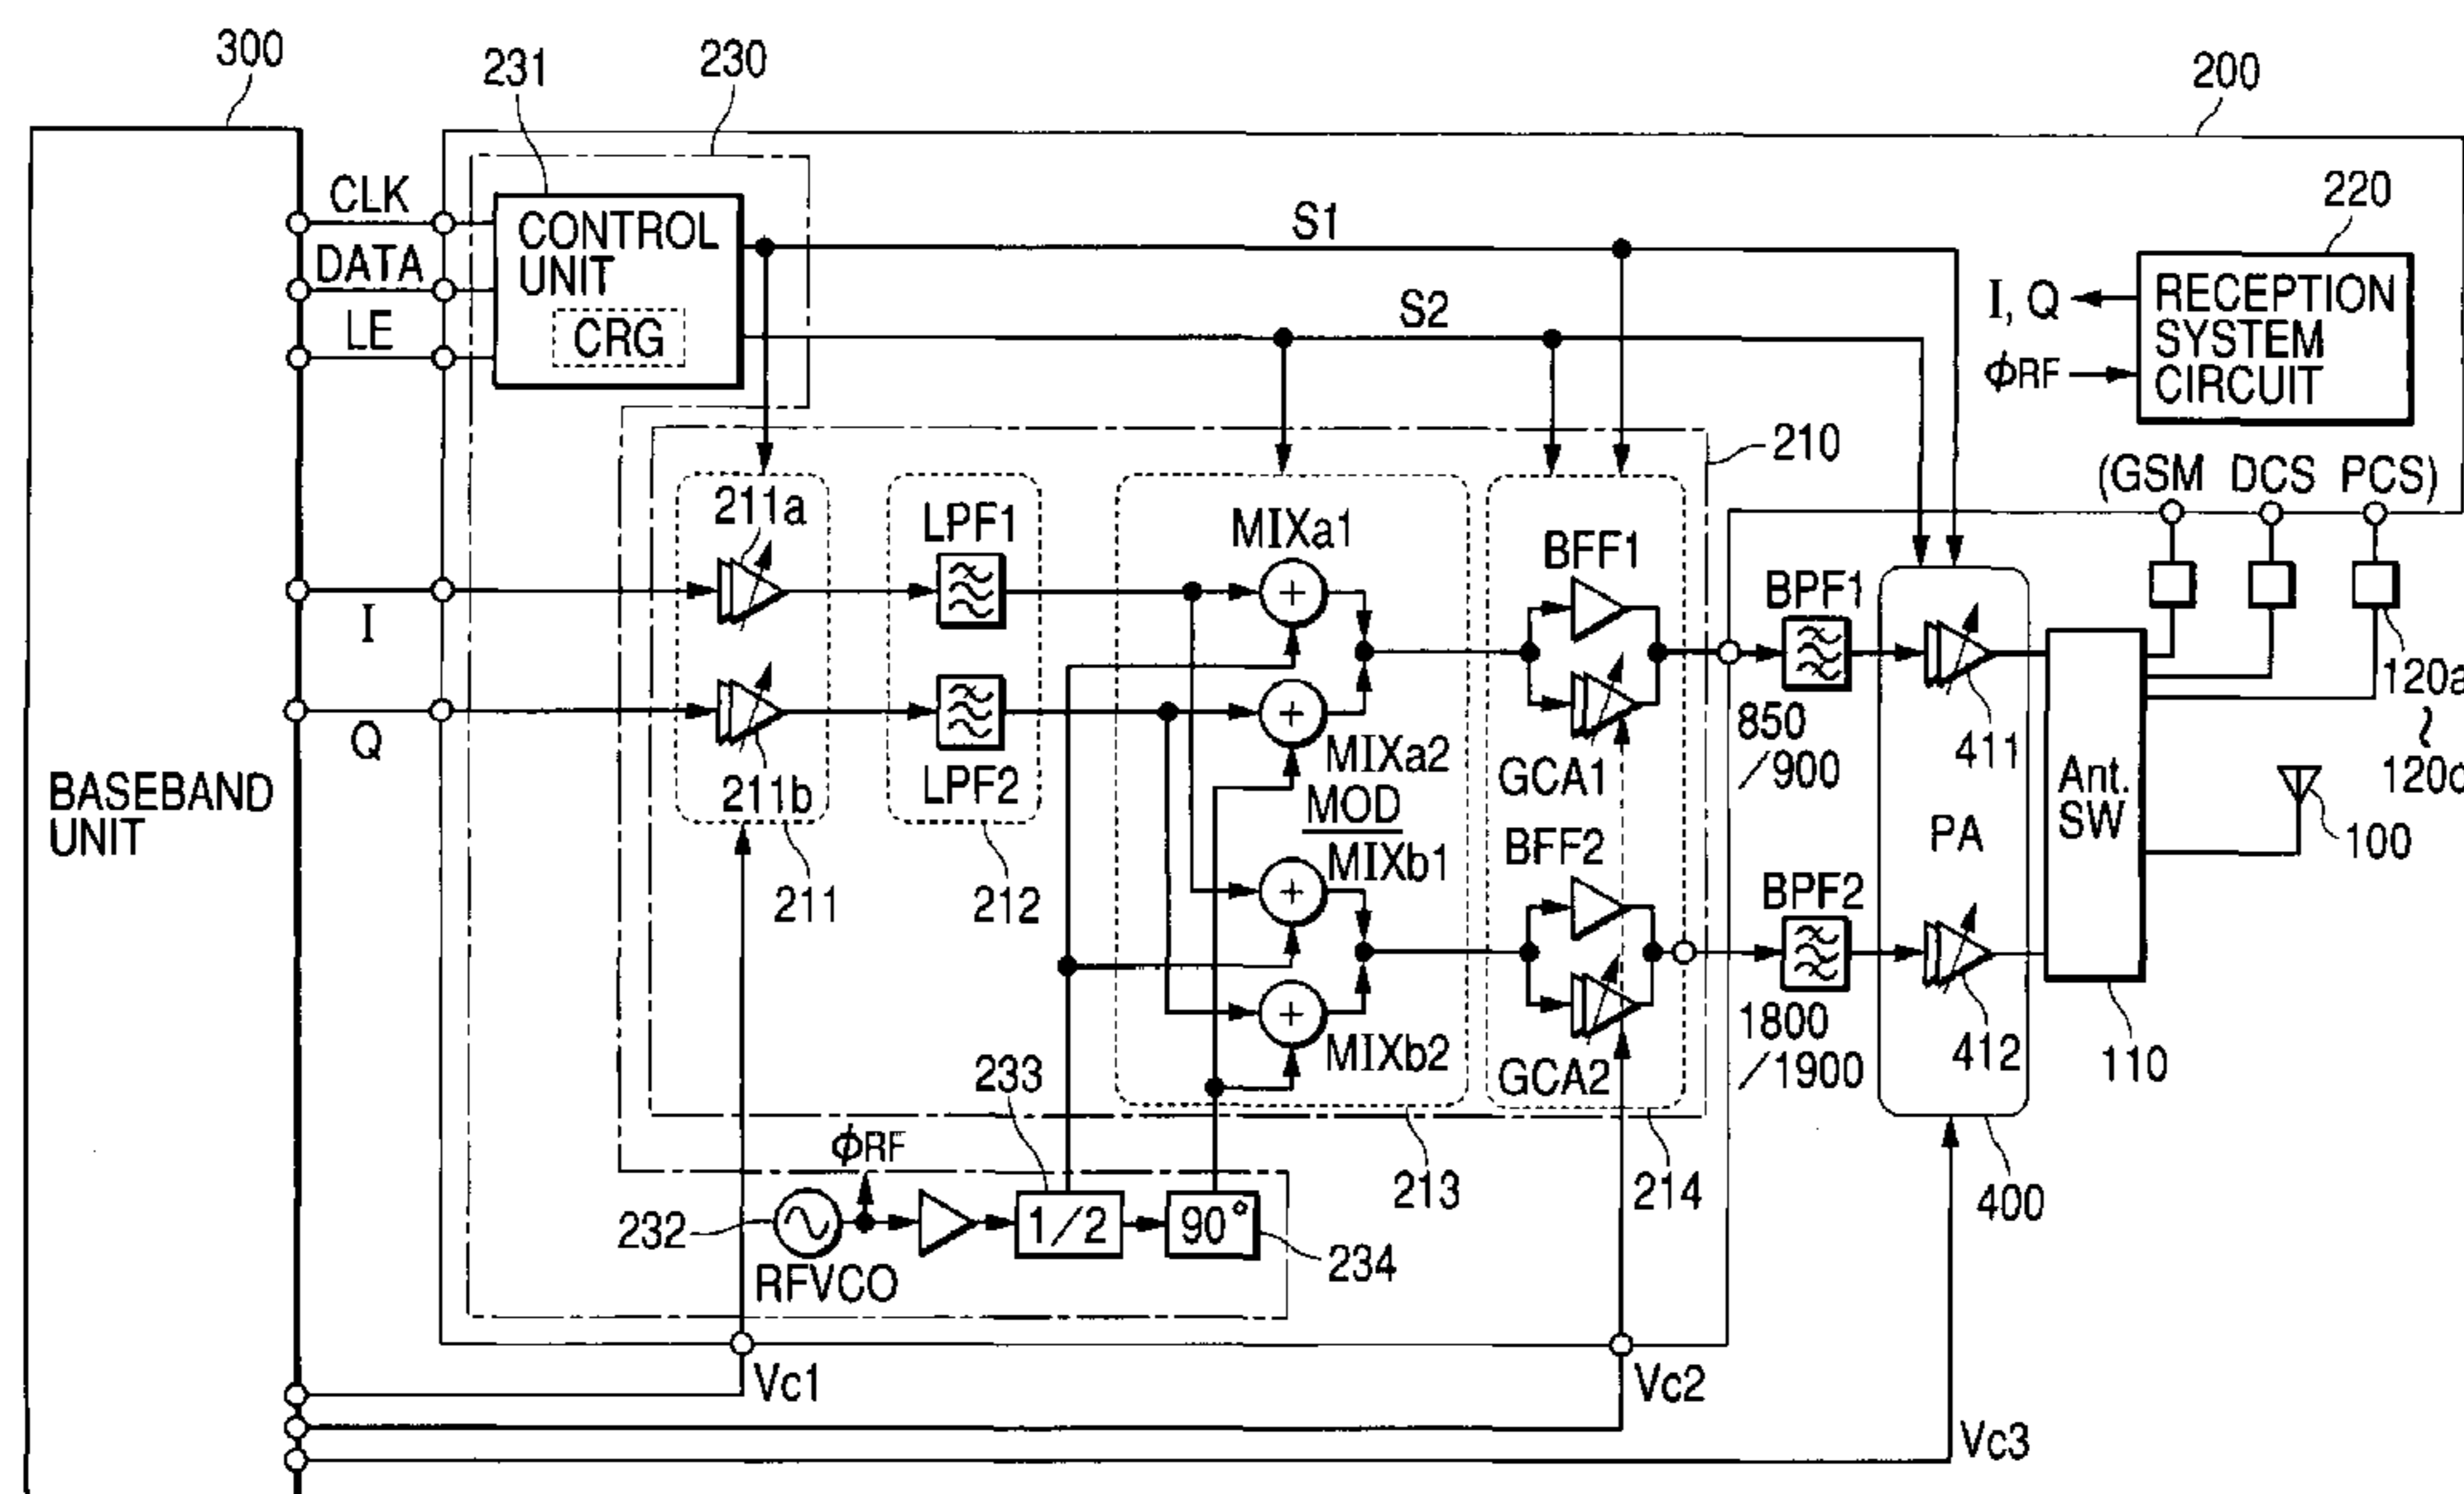 300
231
230
200
CLK
DATA
LE
CONTROL
UNIT
CRG
S1
S2
220
I, Q
ϕRF
RECEPTION
SYSTEM
CIRCUIT
210
(GSM DCS PCS)
211a
LPF1
MIXa1
BFF1
BPF1
I
Q
211b
LPF2
MIXa2
MOD
MIXb1
GCA1
BFF2
850
/900
411
PA
Ant.
SW
120a
~
100
BASEBAND
UNIT
211
212
BPF2
1800
/1900
412
110
233
MIXb2
GCA2
ϕRF
213
214
400
232
1/2
90°
234
RFVCO
Vc1
Vc2
Vc3